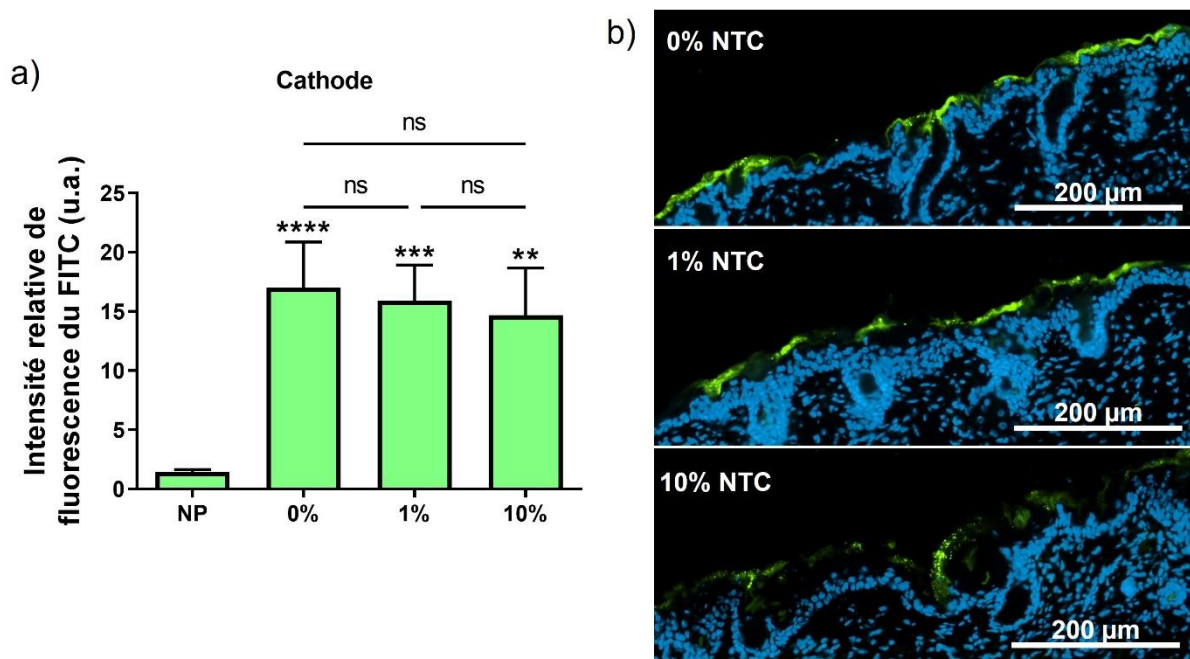 a)
Cathode
ns
ns
ns
Intensité relative de
fluorescence du FITC (u.a.)
25
20
15
10
5
0
****
***
**
NP
0%
1%
10%
b)
0% NTC
200 µm
1% NTC
200 µm
10% NTC
200 µm